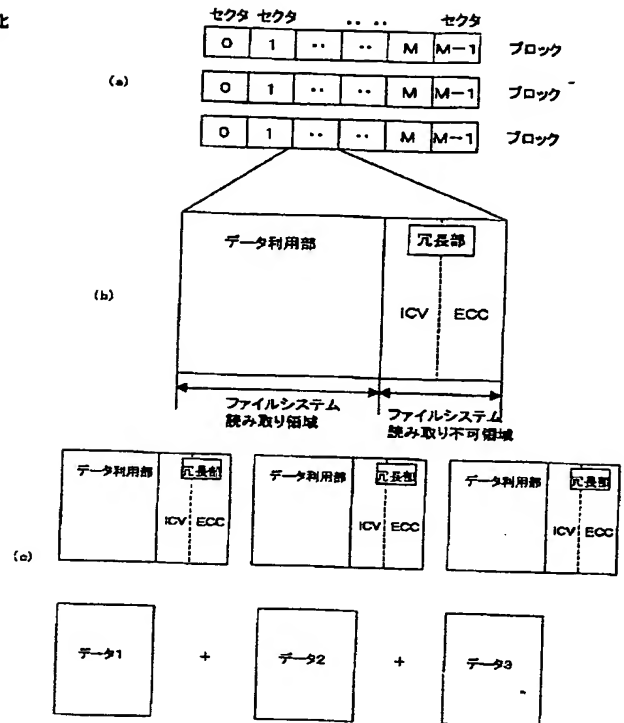 セクタ セクタ ‥ ‥ セクタ
(a)
0 1 ‥ ‥ M M-1 ブロック
0 1 ‥ ‥ M M-1 ブロック
0 1 ‥ ‥ M M-1 ブロック
(b)
データ利用部 冗長部
ICV ECC
ファイルシステム
読み取り領域
ファイルシステム
読み取り不可領域
(c)
データ利用部 冗長部 データ利用部 冗長部 データ利用部 冗長部
ICV ECC ICV ECC ICV ECC
データ1 + データ2 + データ3